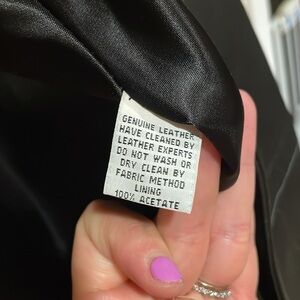 GENUINE LEATHER
HAVE CLEANED BY
LEATHER EXPERTS
DO NOT WASH OR
DRY CLEAN BY
FABRIC METHOD
LINING
100% ACETATE